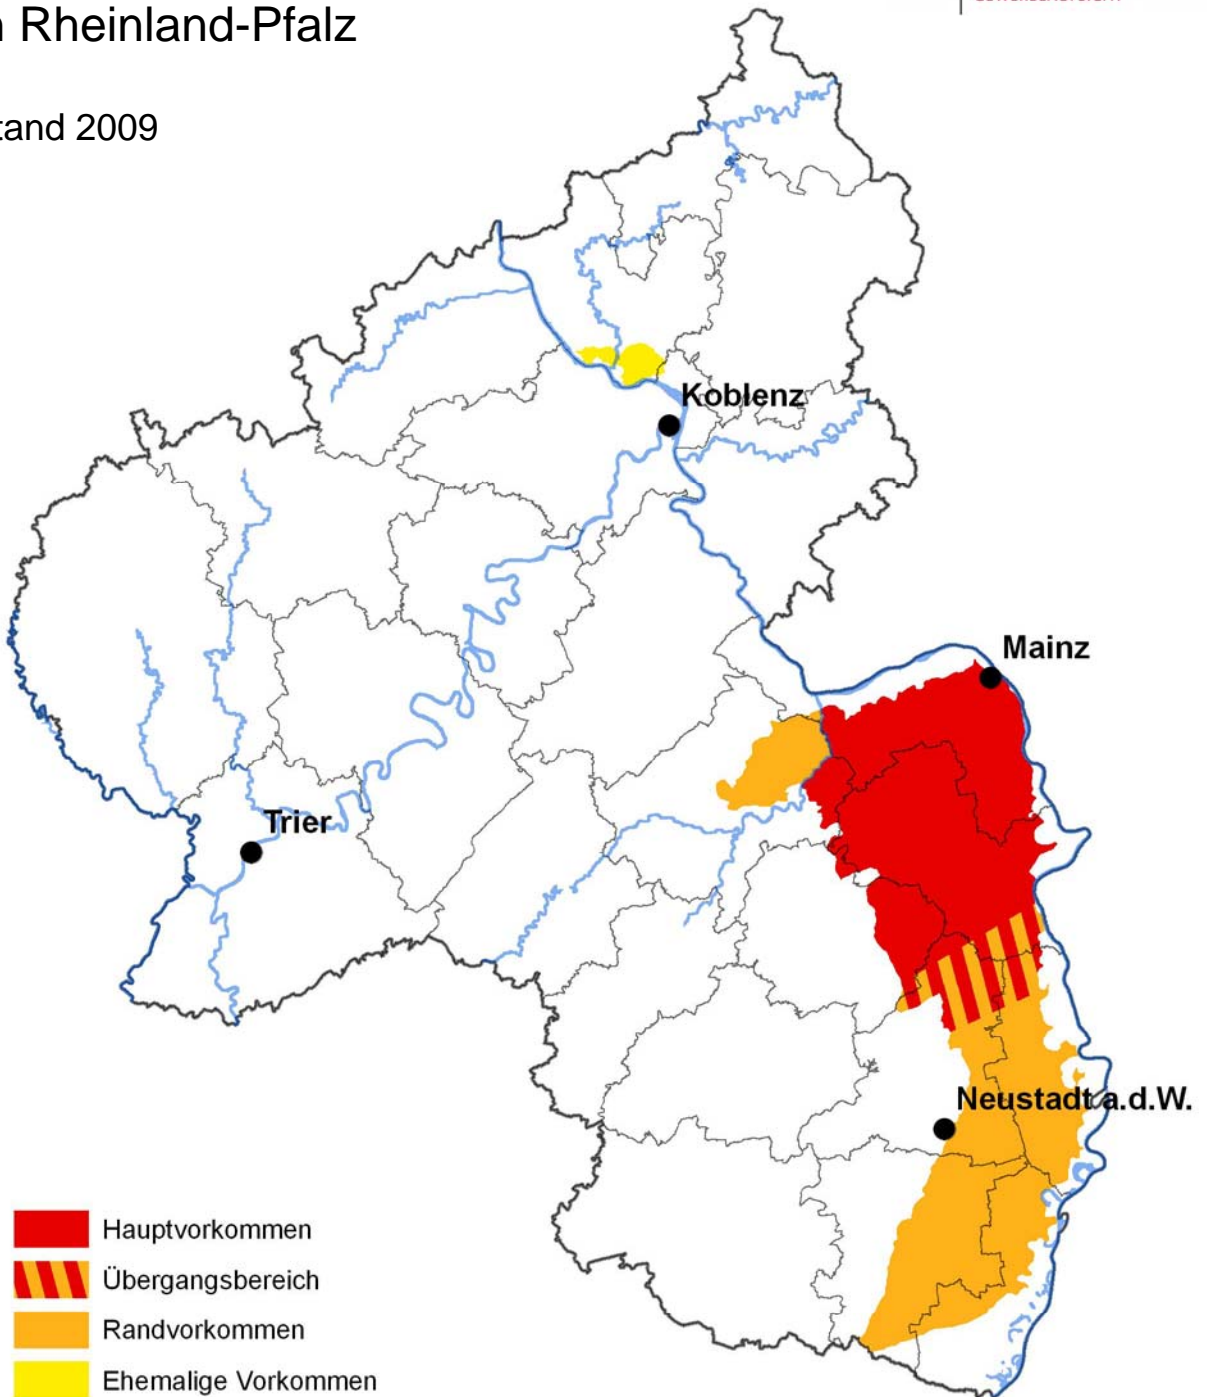 n Rheinland-Pfalz
tand 2009
Koblenz
Mainz
Trier
Neustadt a.d.W.
Hauptvorkommen
Übergangsbereich
Randvorkommen
Ehemalige Vorkommen